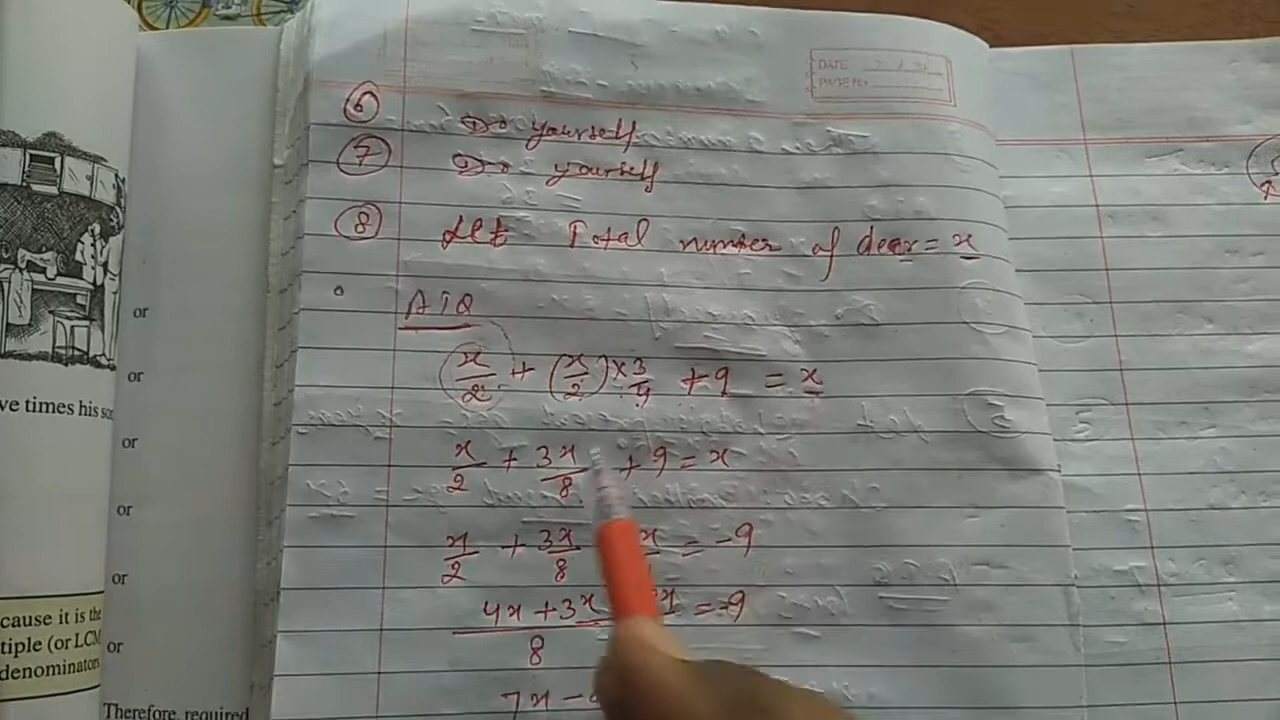 DATE
PAGE No.
6 Do yourself
7 Do yourself
8 Let Total number of deer = x
ATQ
x/2 + (x/2) × 3/4 + 9 = x
x/2 + 3x/8 + 9 = x
x/2 + 3x/8 = -9
4x + 3x = -9
8
7x -
or
or
ve times his so
or
or
or
cause it is the
tiple (or LCM
denominators
or
Therefore, required